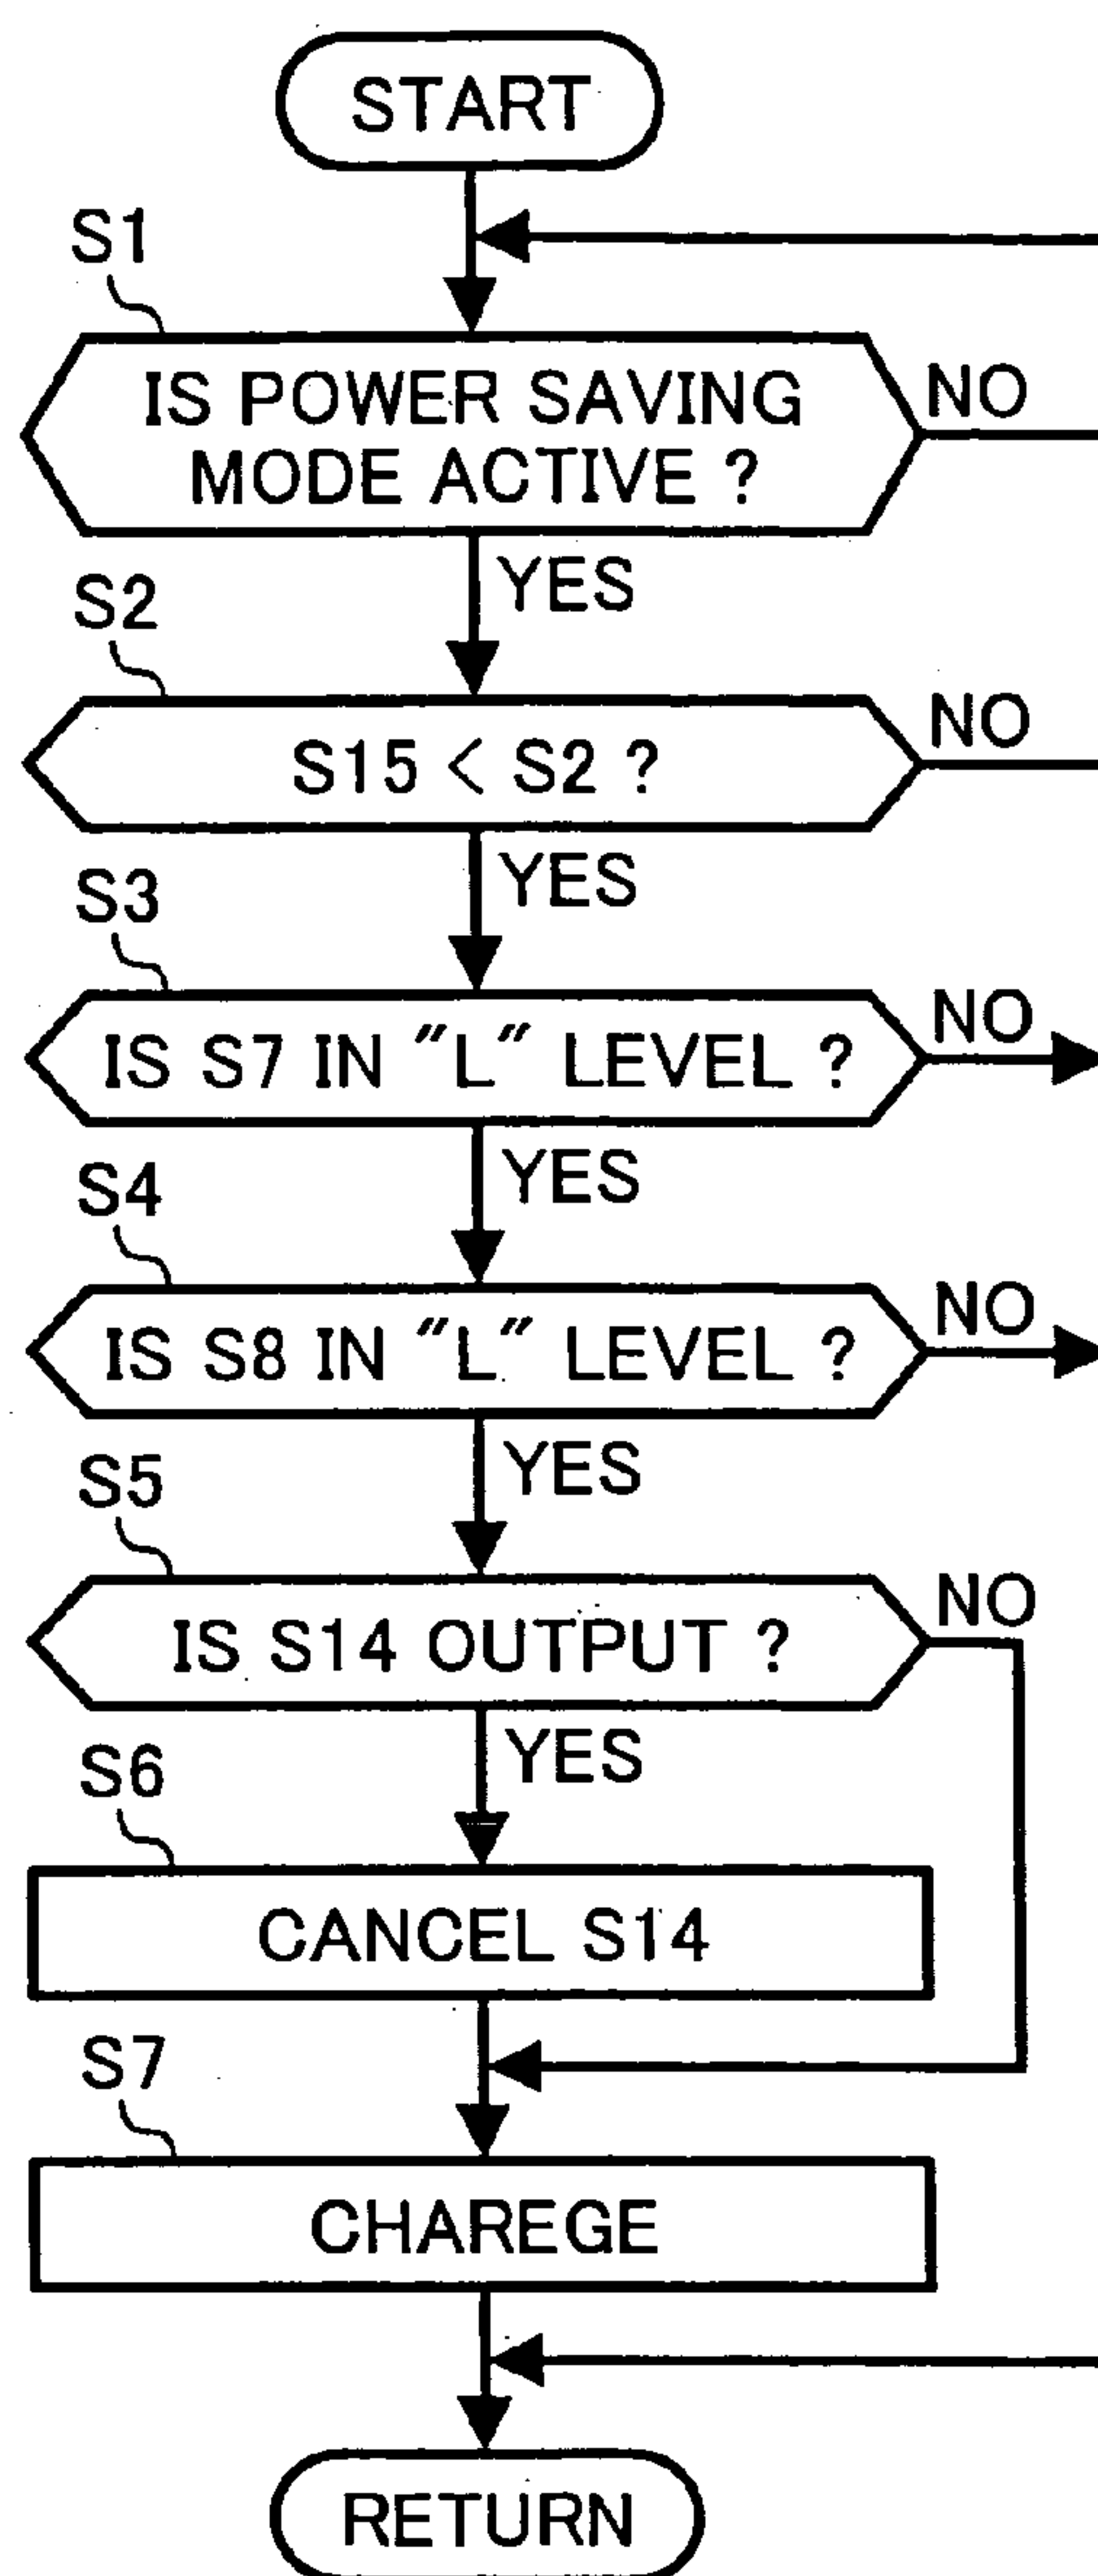 START
S1
IS POWER SAVING
MODE ACTIVE ?
NO
YES
S2
S15 < S2 ?
NO
YES
S3
IS S7 IN "L" LEVEL ?
NO
YES
S4
IS S8 IN "L" LEVEL ?
NO
YES
S5
IS S14 OUTPUT ?
NO
YES
S6
CANCEL S14
S7
CHAREGE
RETURN